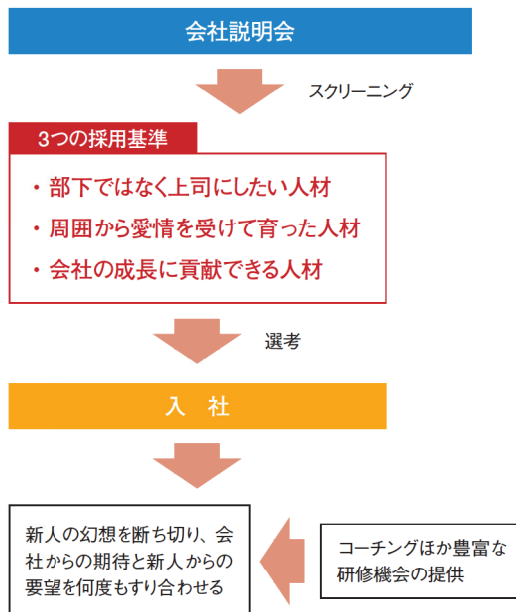 会社説明会
スクリーニング
3つの採用基準
・部下ではなく上司にしたい人材
・周囲から愛情を受けて育った人材
・会社の成長に貢献できる人材
選考
入　社
新人の幻想を断ち切り、会
社からの期待と新人からの
要望を何度もすり合わせる
コーチングほか豊富な
研修機会の提供